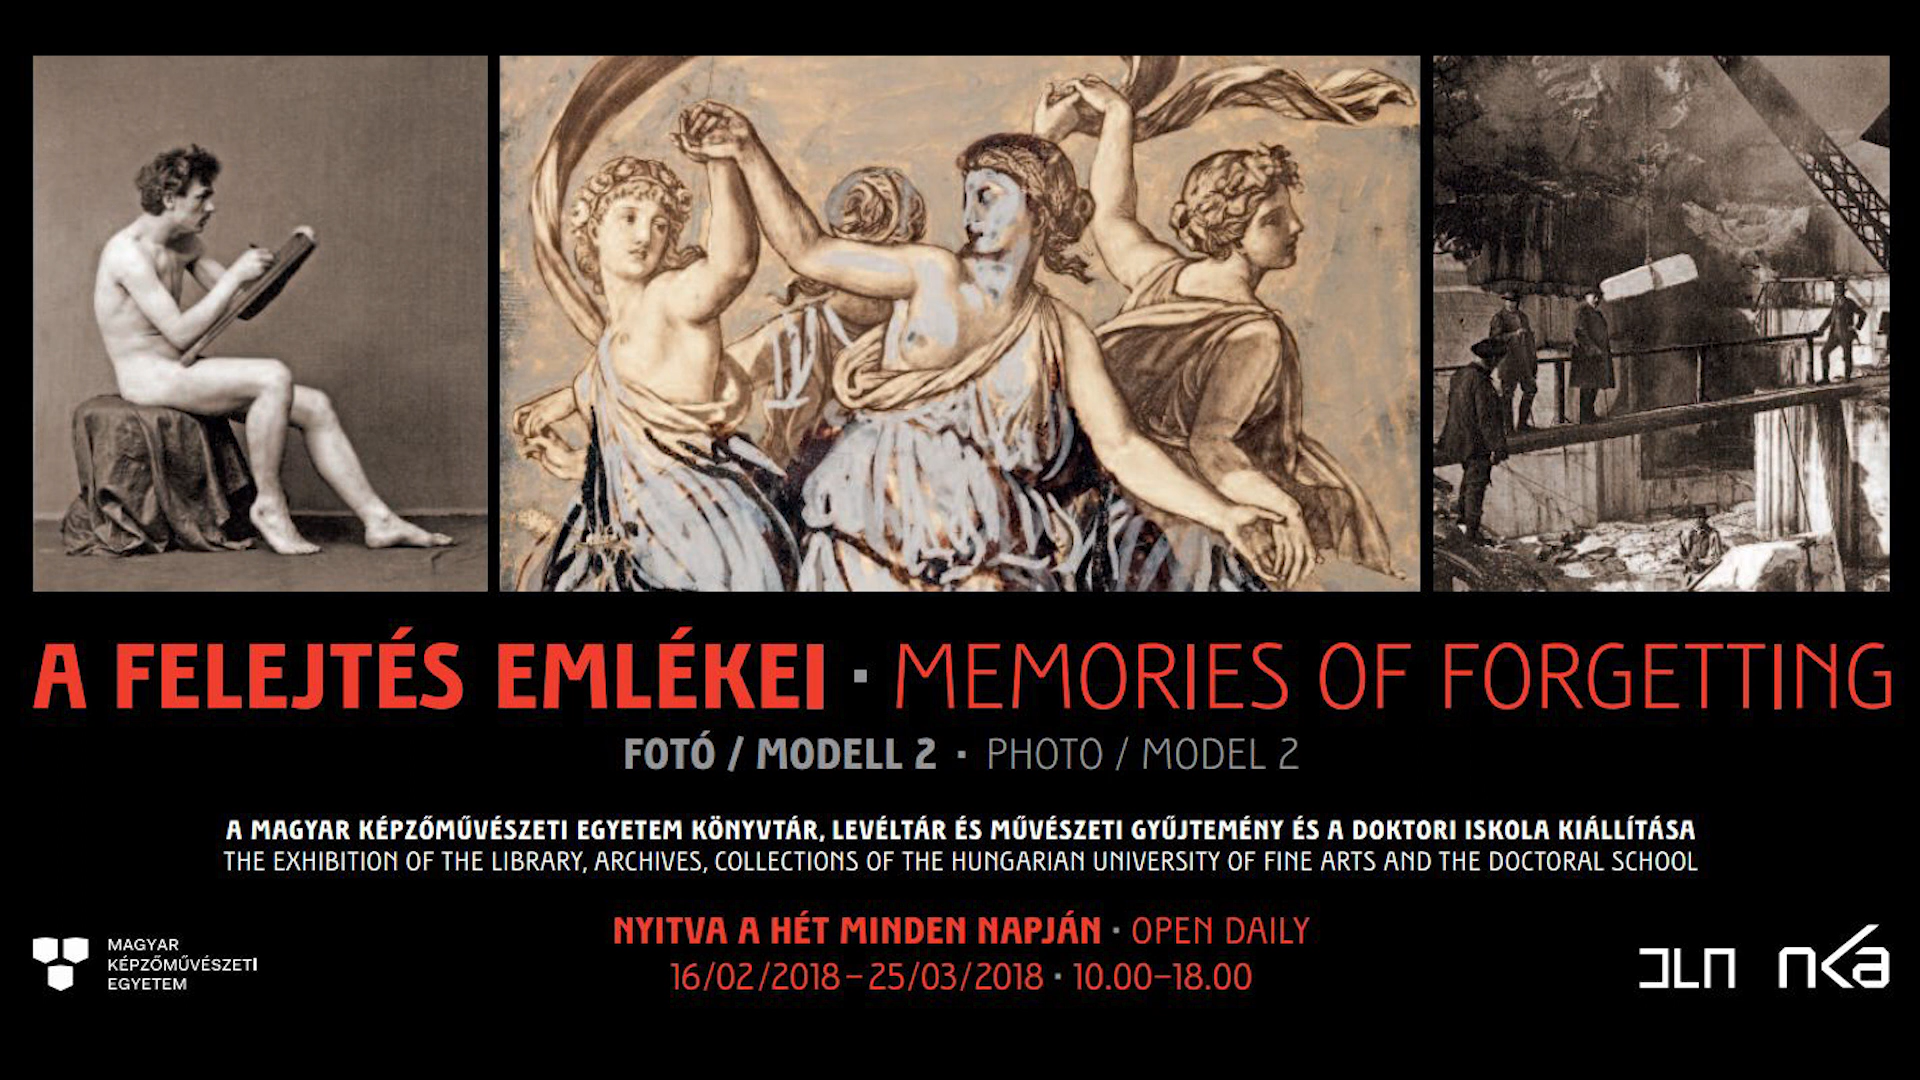 A FELEJTÉS EMLÉKEI · MEMORIES OF FORGETTING
FOTÓ / MODELL 2 · PHOTO / MODEL 2
A MAGYAR KÉPZŐMŰVÉSZETI EGYETEM KÖNYVTÁR, LEVÉLTÁR ÉS MŰVÉSZETI GYŰJTEMÉNY ÉS A DOKTORI ISKOLA KIÁLLÍTÁSA
THE EXHIBITION OF THE LIBRARY, ARCHIVES, COLLECTIONS OF THE HUNGARIAN UNIVERSITY OF FINE ARTS AND THE DOCTORAL SCHOOL
NYITVA A HÉT MINDEN NAPJÁN · OPEN DAILY
16/02/2018 – 25/03/2018 · 10.00–18.00
MAGYAR
KÉPZŐMŰVÉSZETI
EGYETEM
nka